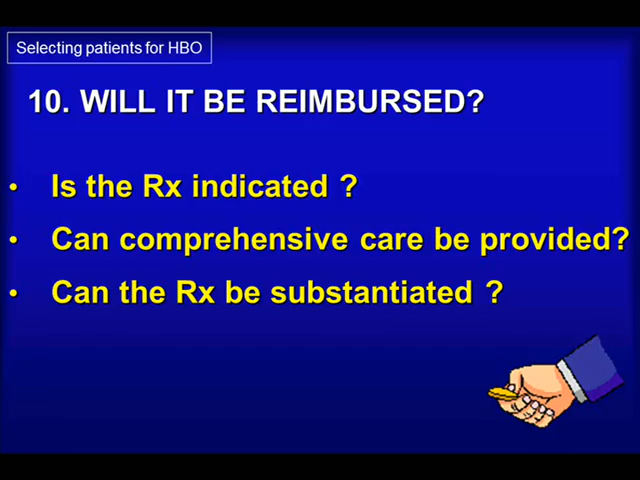 Selecting patients for HBO
10. WILL IT BE REIMBURSED?
• Is the Rx indicated ?
• Can comprehensive care be provided?
• Can the Rx be substantiated ?